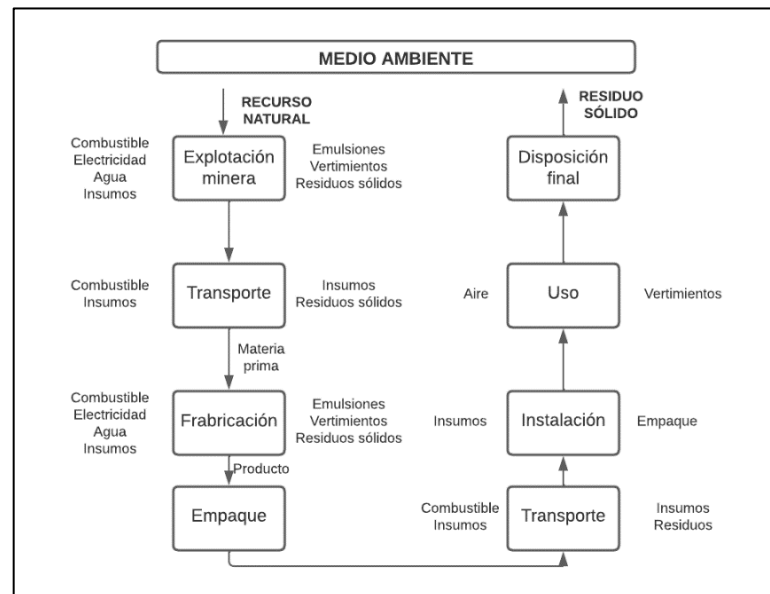 MEDIO AMBIENTE
RECURSO
NATURAL
Combustible
Electricidad
Agua
Insumos
Explotación
minera
Emulsiones
Vertimientos
Residuos sólidos
Combustible
Insumos
Transporte
Insumos
Residuos sólidos
Materia
prima
Combustible
Electricidad
Agua
Insumos
Frabricación
Emulsiones
Vertimientos
Residuos sólidos
Producto
Empaque
Combustible
Insumos
Transporte
Insumos
Residuos
Insumos
Instalación
Empaque
Aire
Uso
Vertimientos
Disposición
final
RESIDUO
SÓLIDO